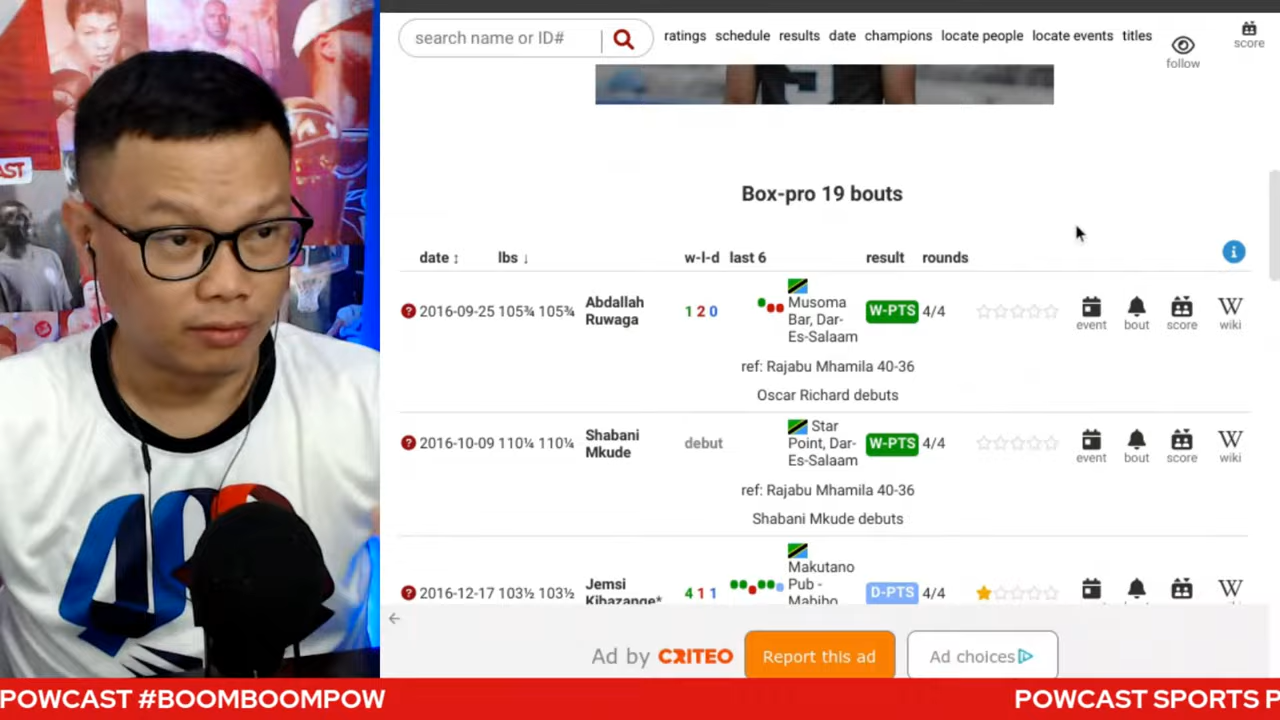 AST
search name or ID#
ratings schedule results date champions locate people locate events titles
follow
score
Box-pro 19 bouts
date ↕ lbs ↓ w-l-d last 6 result rounds
2016-09-25 105¾ 105¾ Abdallah Ruwaga 1 2 0 Musoma Bar, Dar-Es-Salaam W-PTS 4/4
event bout score wiki
ref: Rajabu Mhamila 40-36
Oscar Richard debuts
2016-10-09 110¼ 110¼ Shabani Mkude debut Star Point, Dar-Es-Salaam W-PTS 4/4
event bout score wiki
ref: Rajabu Mhamila 40-36
Shabani Mkude debuts
2016-12-17 103½ 103½ Jemsi Kibazange* 4 1 1 Makutano Pub - Mabibo D-PTS 4/4
Ad by CRITEO
Report this ad
Ad choices
POWCAST #BOOMBOOMPOW
POWCAST SPORTS P